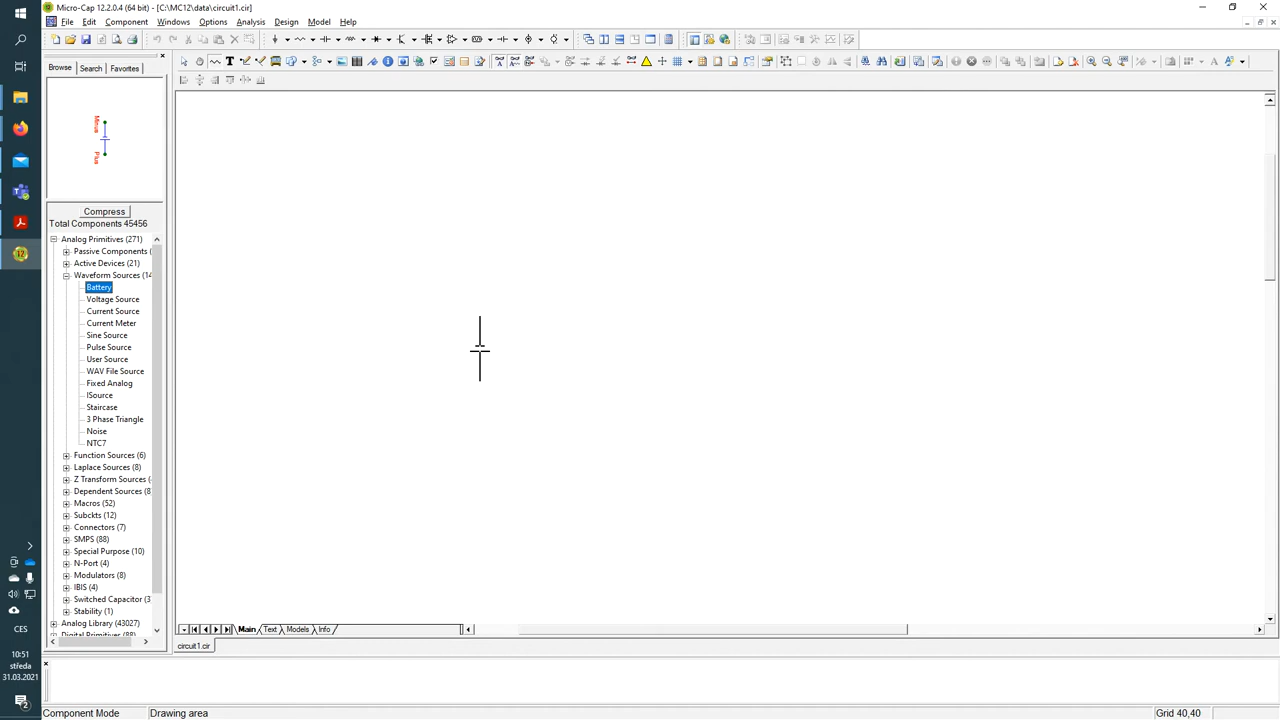 Micro-Cap 12.2.0.4 (64 bit) - [C:\MC12\data\circuit1.cir]
File Edit Component Windows Options Analysis Design Model Help
Browse Search Favorites
Minus
Plus
Compress
Total Components 45456
Analog Primitives (271)
Passive Components (
Active Devices (21)
Waveform Sources (14
Battery
Voltage Source
Current Source
Current Meter
Sine Source
Pulse Source
User Source
WAV File Source
Fixed Analog
ISource
Staircase
3 Phase Triangle
Noise
NTC7
Function Sources (6)
Laplace Sources (8)
Z Transform Sources (
Dependent Sources (8
Macros (52)
Subckts (12)
Connectors (7)
SMPS (88)
Special Purpose (10)
N-Port (4)
Modulators (8)
IBIS (4)
Switched Capacitor (3
Stability (1)
Analog Library (43027)
Digital Primitives (88)
Main Text Models Info
circuit1.cir
CES
10:51
středa
31.03.2021
2
Component Mode Drawing area Grid 40,40